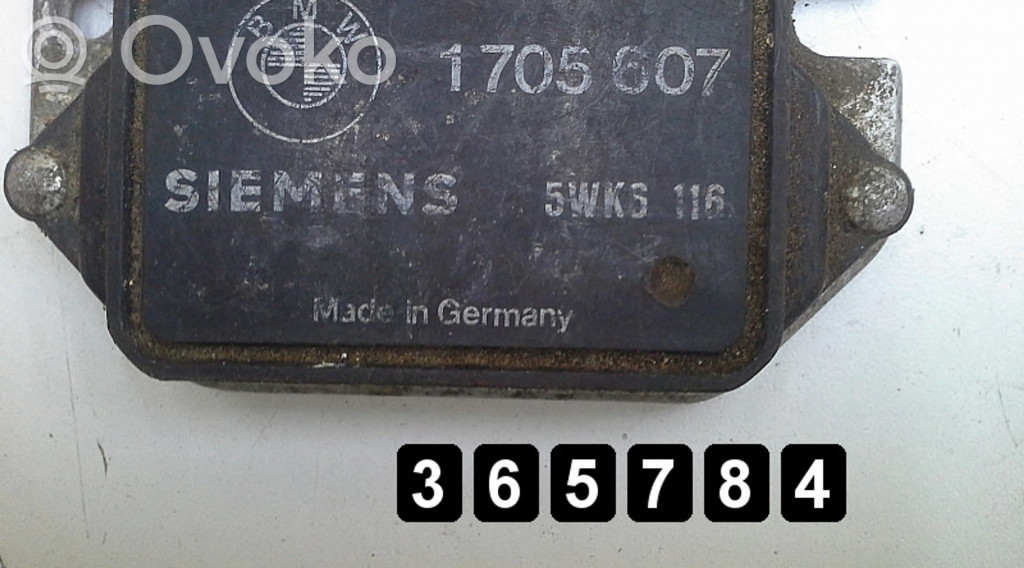 BMW
Ovoko
1705 607
SIEMENS 5WK6 116
Made in Germany
365784